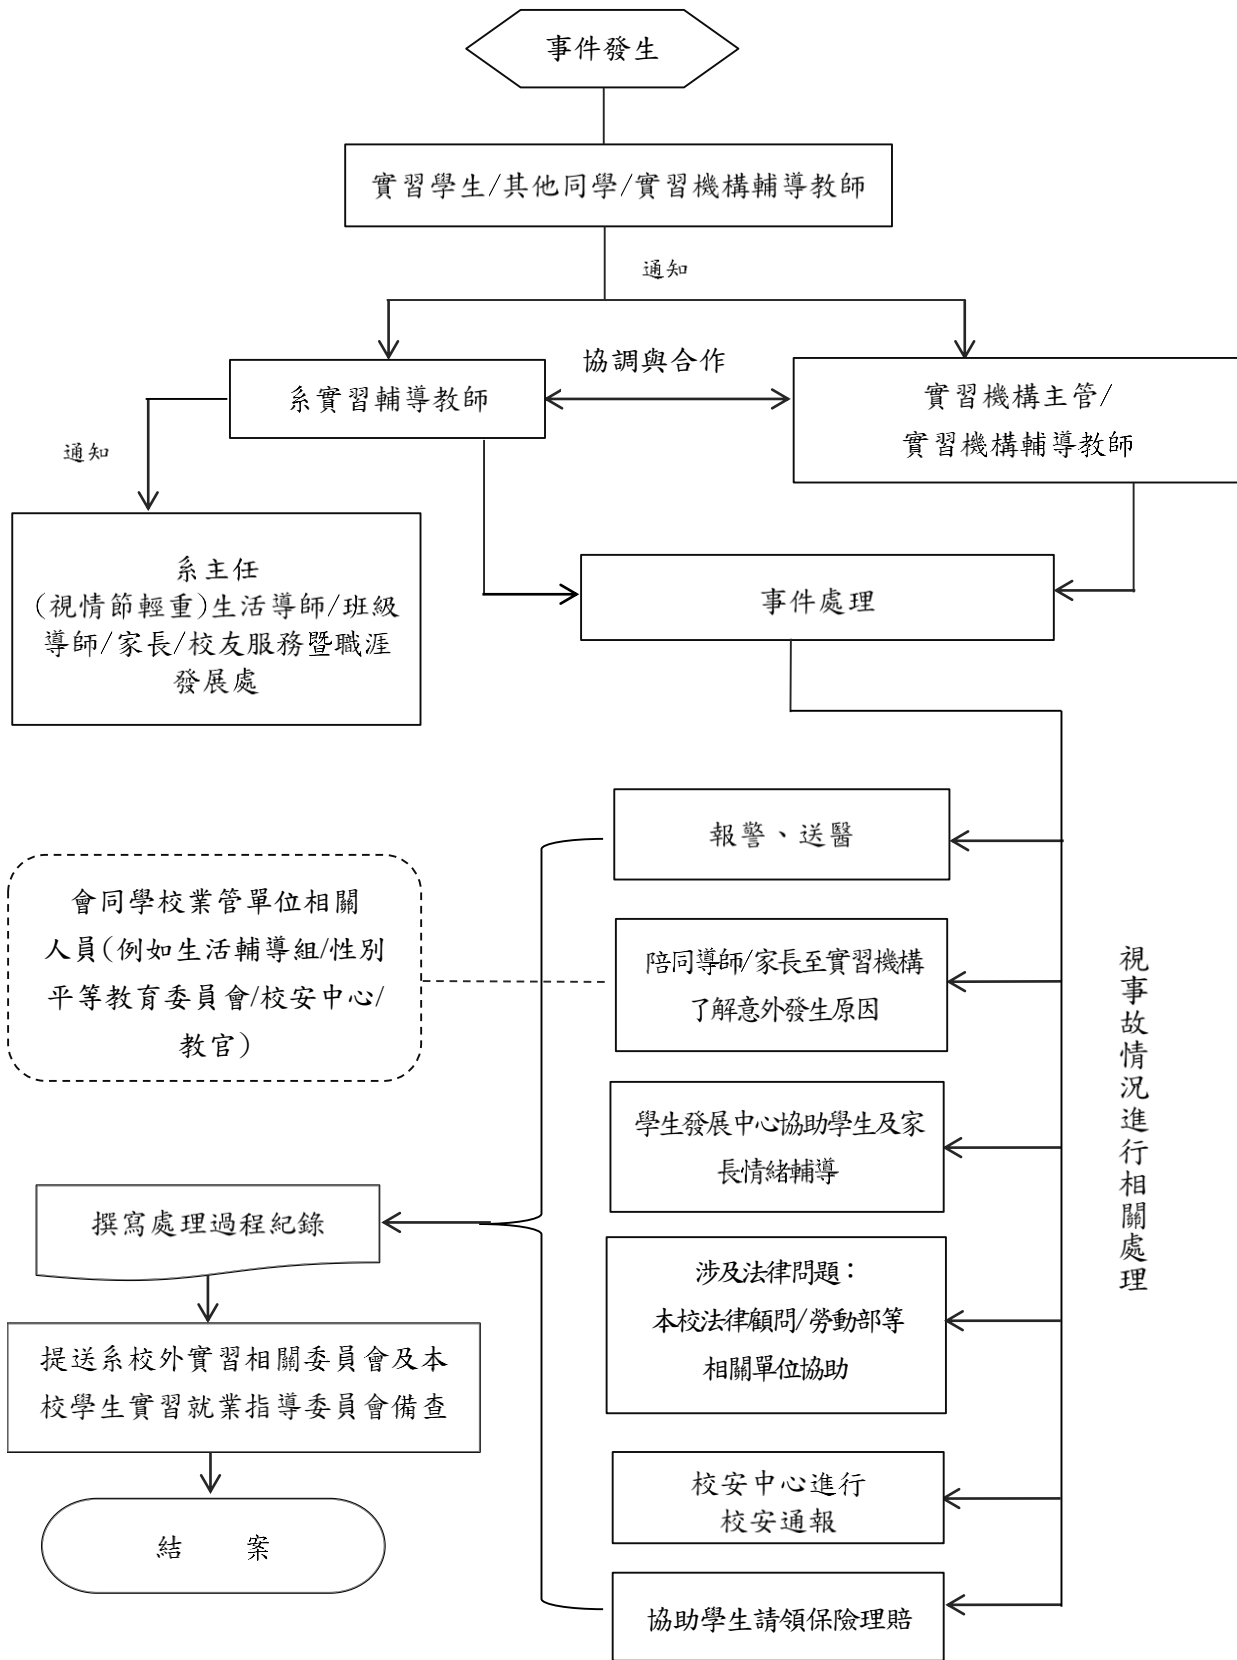 事件發生
實習學生/其他同學/實習機構輔導教師
通知
協調與合作
系實習輔導教師
實習機構主管/
實習機構輔導教師
通知
系主任
(視情節輕重)生活導師/班級
導師/家長/校友服務暨職涯
發展處
事件處理
視事故情況進行相關處理
報警、送醫
陪同導師/家長至實習機構
了解意外發生原因
會同學校業管單位相關
人員(例如生活輔導組/性別
平等教育委員會/校安中心/
教官)
學生發展中心協助學生及家
長情緒輔導
涉及法律問題：
本校法律顧問/勞動部等
相關單位協助
校安中心進行
校安通報
協助學生請領保險理賠
撰寫處理過程紀錄
提送系校外實習相關委員會及本
校學生實習就業指導委員會備查
結 案